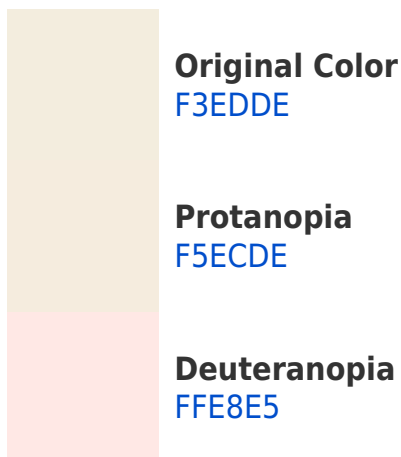 Original Color
F3EDDE
Protanopia
F5ECDE
Deuteranopia
FFE8E5